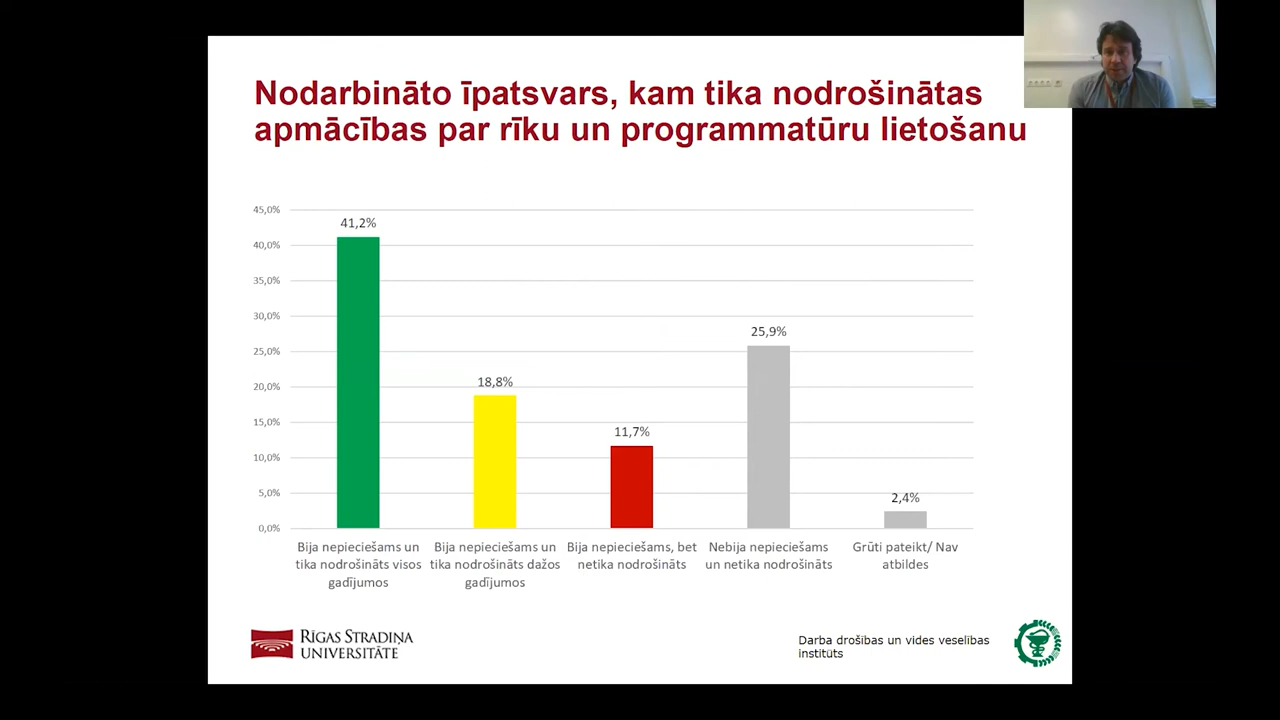 Nodarbināto īpatsvars, kam tika nodrošinātas
apmācības par rīku un programmatūru lietošanu
45,0%
40,0%
35,0%
30,0%
25,0%
20,0%
15,0%
10,0%
5,0%
0,0%
41,2%
18,8%
11,7%
25,9%
2,4%
Bija nepieciešams un
tika nodrošināts visos
gadījumos
Bija nepieciešams un
tika nodrošināts dažos
gadījumos
Bija nepieciešams, bet
netika nodrošināts
Nebija nepieciešams
un netika nodrošināts
Grūti pateikt/ Nav
atbildes
RĪGAS STRADIŅA
UNIVERSITĀTE
Darba drošības un vides veselības
institūts